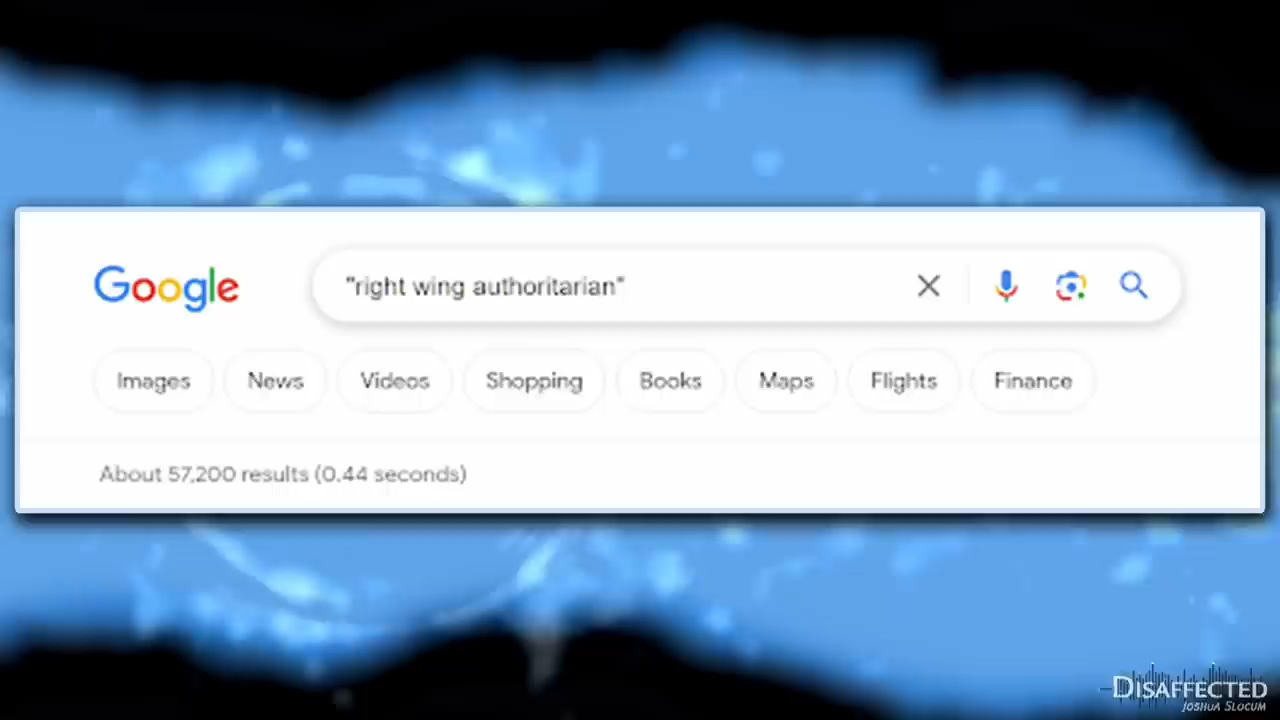 Google
"right wing authoritarian"
Images News Videos Shopping Books Maps Flights Finance
About 57,200 results (0.44 seconds)
DISAFFECTED
JOSHUA SLOCUM